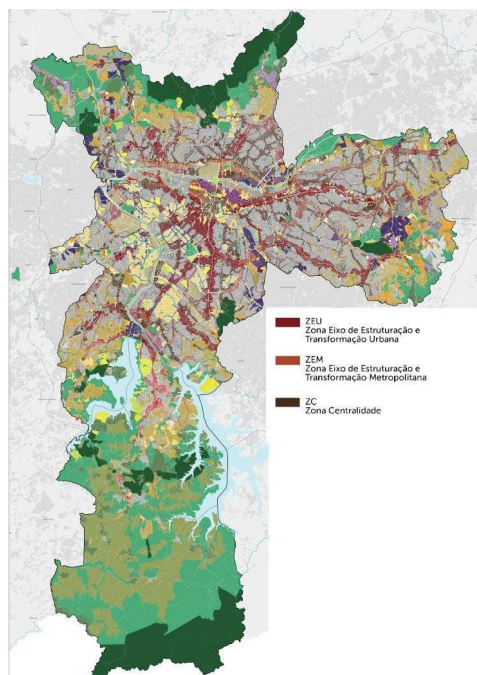 ZEU
Zona Eixo de Estruturação e
Transformação Urbana
ZEM
Zona Eixo de Estruturação e
Transformação Metropolitana
ZC
Zona Centralidade